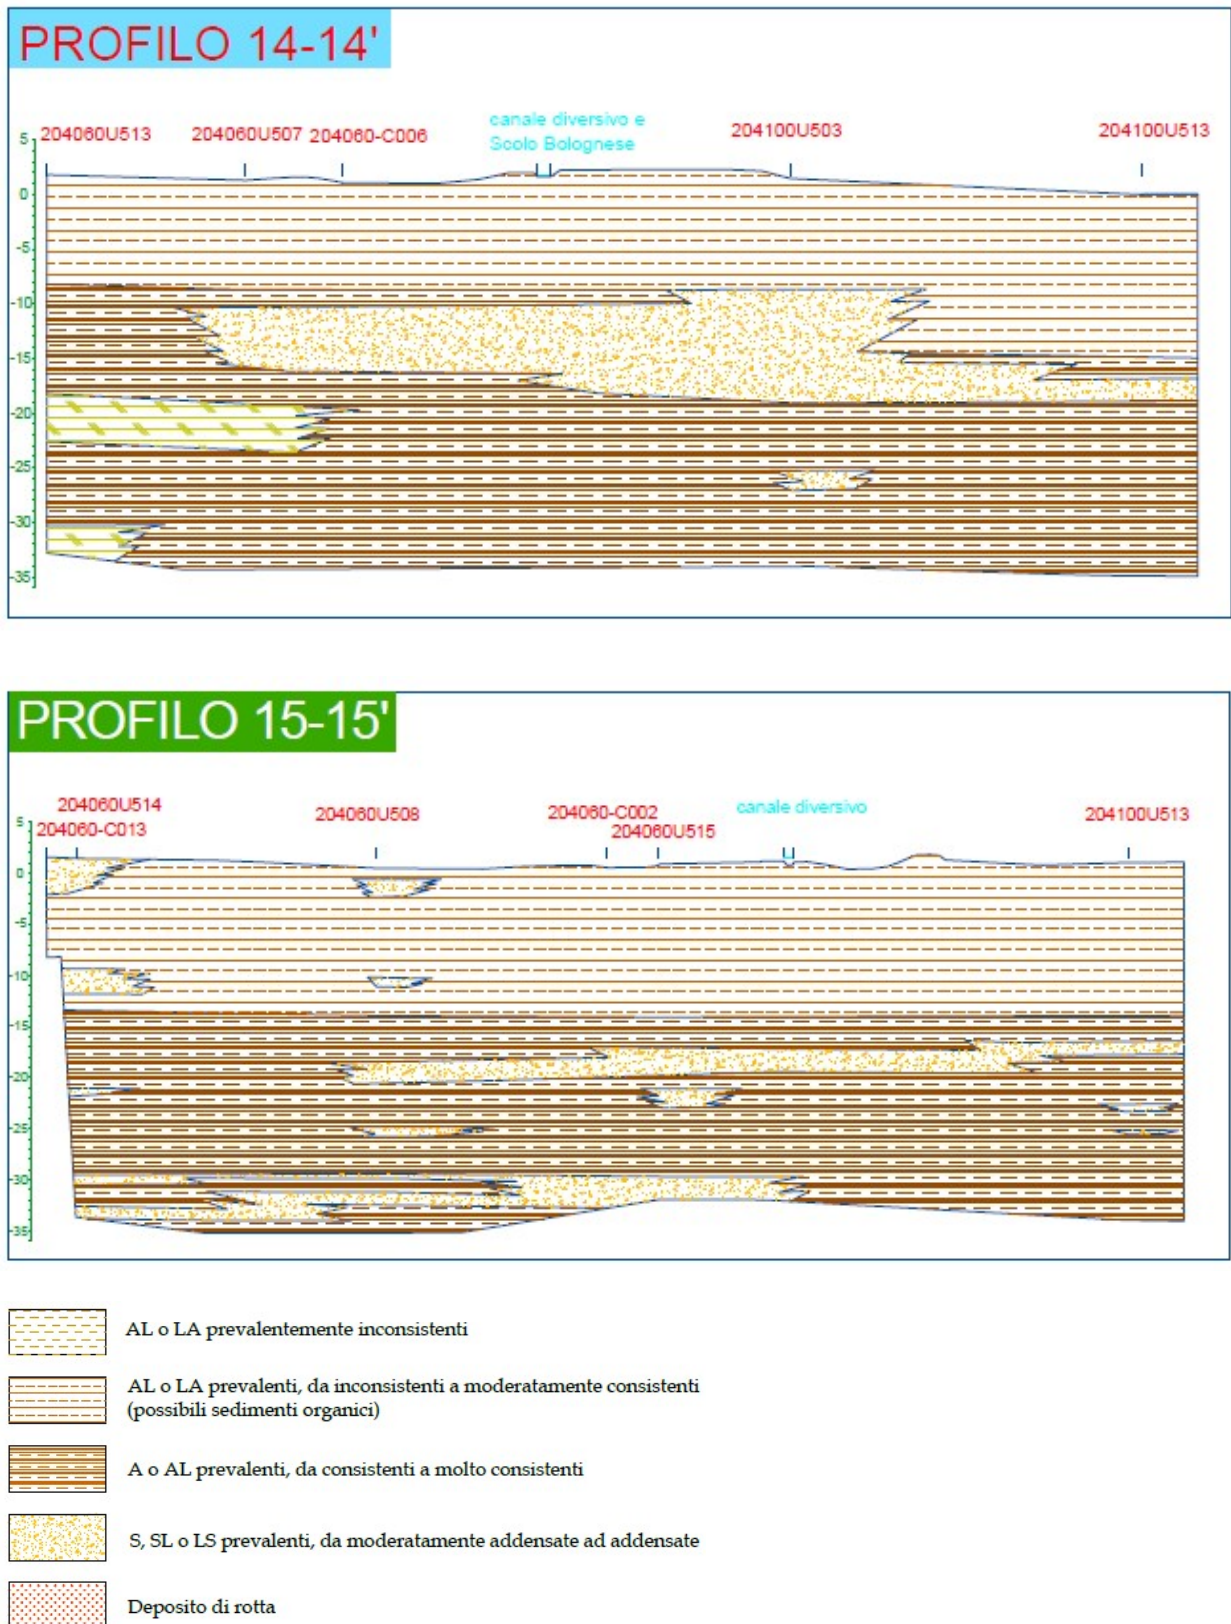 PROFILO 14-14'
204060U513
204060U507
204060-C006
canale diversivo e
Scolo Bolognese
204100U503
204100U513
5
0
-5
-10
-15
-20
-25
-30
-35
PROFILO 15-15'
204060U514
204060-C013
204060U508
204060-C002
204060U515
canale diversivo
204100U513
5
0
-5
-10
-15
-20
-25
-30
-35
AL o LA prevalentemente inconsistenti
AL o LA prevalenti, da inconsistenti a moderatamente consistenti
(possibili sedimenti organici)
A o AL prevalenti, da consistenti a molto consistenti
S, SL o LS prevalenti, da moderatamente addensate ad addensate
Deposito di rotta